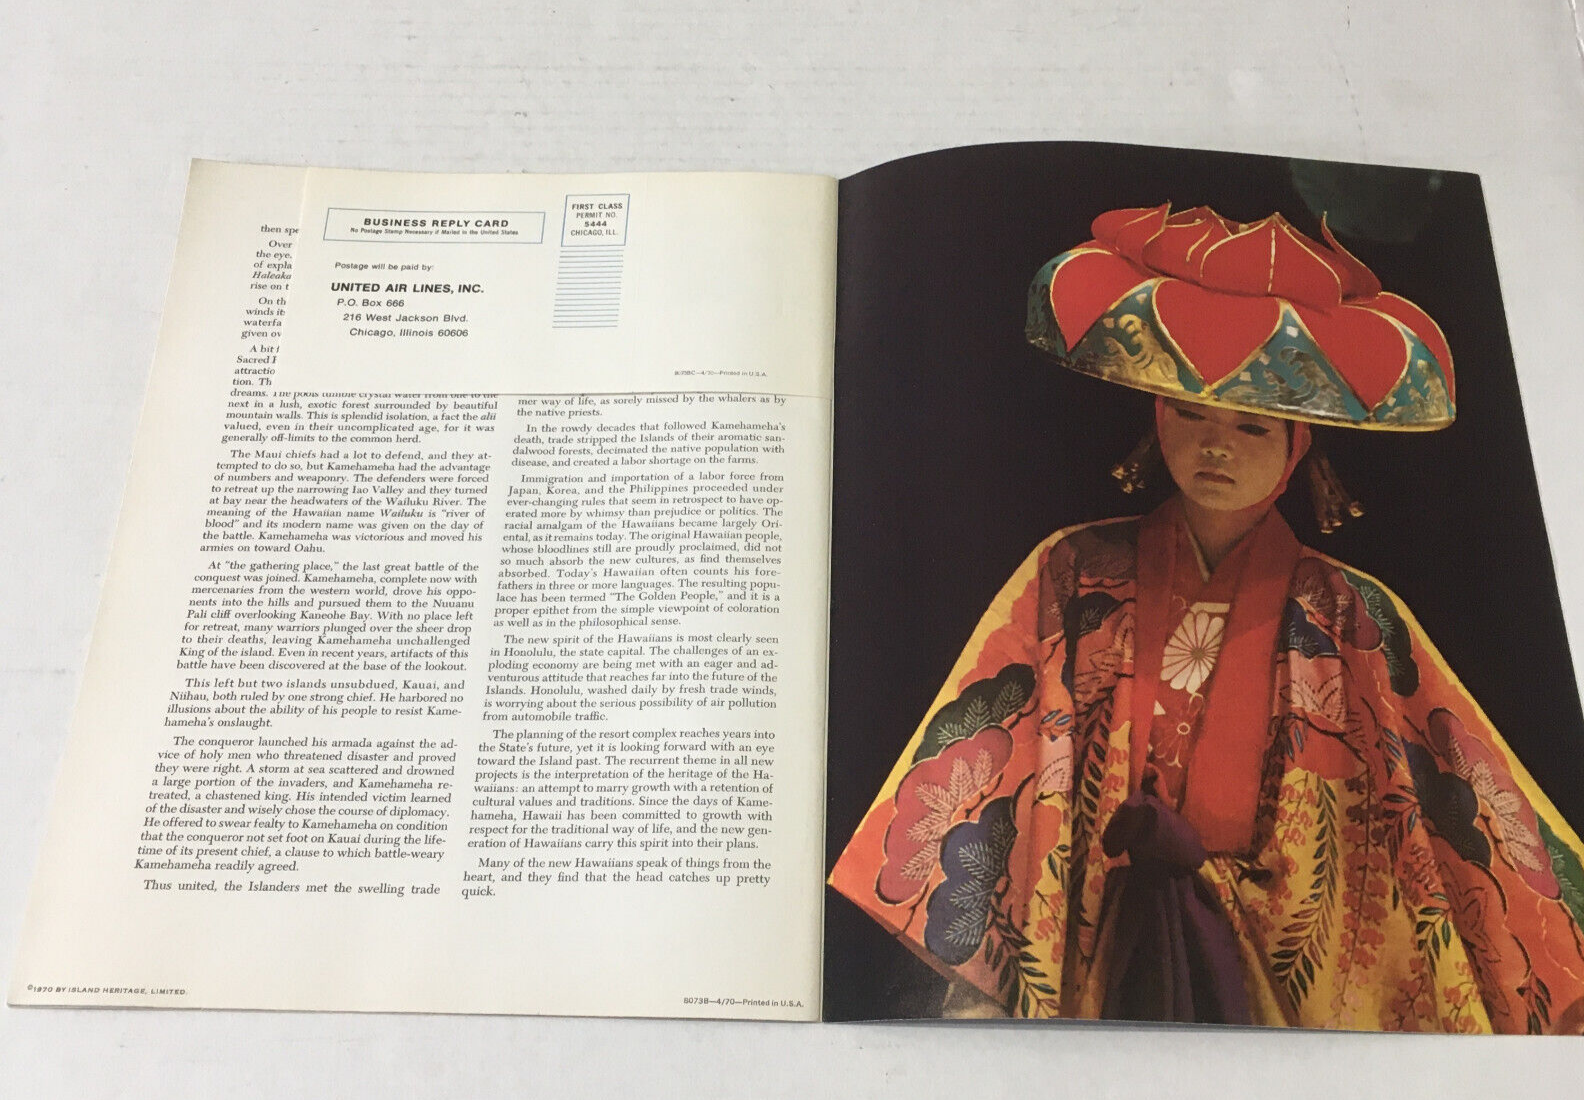 BUSINESS REPLY CARD
No Postage Stamp Necessary if Mailed in the United States
FIRST CLASS
PERMIT NO.
5444
CHICAGO, ILL.
Postage will be paid by:
UNITED AIR LINES, INC.
P.O. Box 666
216 West Jackson Blvd.
Chicago, Illinois 60606
4/70—Printed in U.S.A.
then spe
Over
the eye.
of expla
Haleaka
rise on t
On th
winds it
waterfa
given ov
A bit
Sacred
attractio
tion. Th
dreams. The pools tumble crystal water from one to the
next in a lush, exotic forest surrounded by beautiful
mountain walls. This is splendid isolation, a fact the alii
valued, even in their uncomplicated age, for it was
generally off-limits to the common herd.
The Maui chiefs had a lot to defend, and they at-
tempted to do so, but Kamehameha had the advantage
of numbers and weaponry. The defenders were forced
to retreat up the narrowing Iao Valley and they turned
at bay near the headwaters of the Wailuku River. The
meaning of the Hawaiian name Wailuku is "river of
blood" and its modern name was given on the day of
the battle. Kamehameha was victorious and moved his
armies on toward Oahu.
At "the gathering place," the last great battle of the
conquest was joined. Kamehameha, complete now with
mercenaries from the western world, drove his oppo-
nents into the hills and pursued them to the Nuuanu
Pali cliff overlooking Kaneohe Bay. With no place left
for retreat, many warriors plunged over the sheer drop
to their deaths, leaving Kamehameha unchallenged
King of the island. Even in recent years, artifacts of this
battle have been discovered at the base of the lookout.
This left but two islands unsubdued, Kauai, and
Niihau, both ruled by one strong chief. He harbored no
illusions about the ability of his people to resist Kame-
hameha's onslaught.
The conqueror launched his armada against the ad-
vice of holy men who threatened disaster and proved
they were right. A storm at sea scattered and drowned
a large portion of the invaders, and Kamehameha re-
treated, a chastened king. His intended victim learned
of the disaster and wisely chose the course of diplomacy.
He offered to swear fealty to Kamehameha on condition
that the conqueror not set foot on Kauai during the life-
time of its present chief, a clause to which battle-weary
Kamehameha readily agreed.
Thus united, the Islanders met the swelling trade
mer way of life, as sorely missed by the whalers as by
the native priests.
In the rowdy decades that followed Kamehameha's
death, trade stripped the Islands of their aromatic san-
dalwood forests, decimated the native population with
disease, and created a labor shortage on the farms.
Immigration and importation of a labor force from
Japan, Korea, and the Philippines proceeded under
ever-changing rules that seem in retrospect to have op-
erated more by whimsy than prejudice or politics. The
racial amalgam of the Hawaiians became largely Ori-
ental, as it remains today. The original Hawaiian people,
whose bloodlines still are proudly proclaimed, did not
so much absorb the new cultures, as find themselves
absorbed. Today's Hawaiian often counts his fore-
fathers in three or more languages. The resulting popu-
lace has been termed "The Golden People," and it is a
proper epithet from the simple viewpoint of coloration
as well as in the philosophical sense.
The new spirit of the Hawaiians is most clearly seen
in Honolulu, the state capital. The challenges of an ex-
ploding economy are being met with an eager and ad-
venturous attitude that reaches far into the future of the
Islands. Honolulu, washed daily by fresh trade winds,
is worrying about the serious possibility of air pollution
from automobile traffic.
The planning of the resort complex reaches years into
the State's future, yet it is looking forward with an eye
toward the Island past. The recurrent theme in all new
projects is the interpretation of the heritage of the Ha-
waiians: an attempt to marry growth with a retention of
cultural values and traditions. Since the days of Kame-
hameha, Hawaii has been committed to growth with
respect for the traditional way of life, and the new gen-
eration of Hawaiians carry this spirit into their plans.
Many of the new Hawaiians speak of things from the
heart, and they find that the head catches up pretty
quick.
©1970 BY ISLAND HERITAGE, LIMITED.
8073B—4/70—Printed in U.S.A.